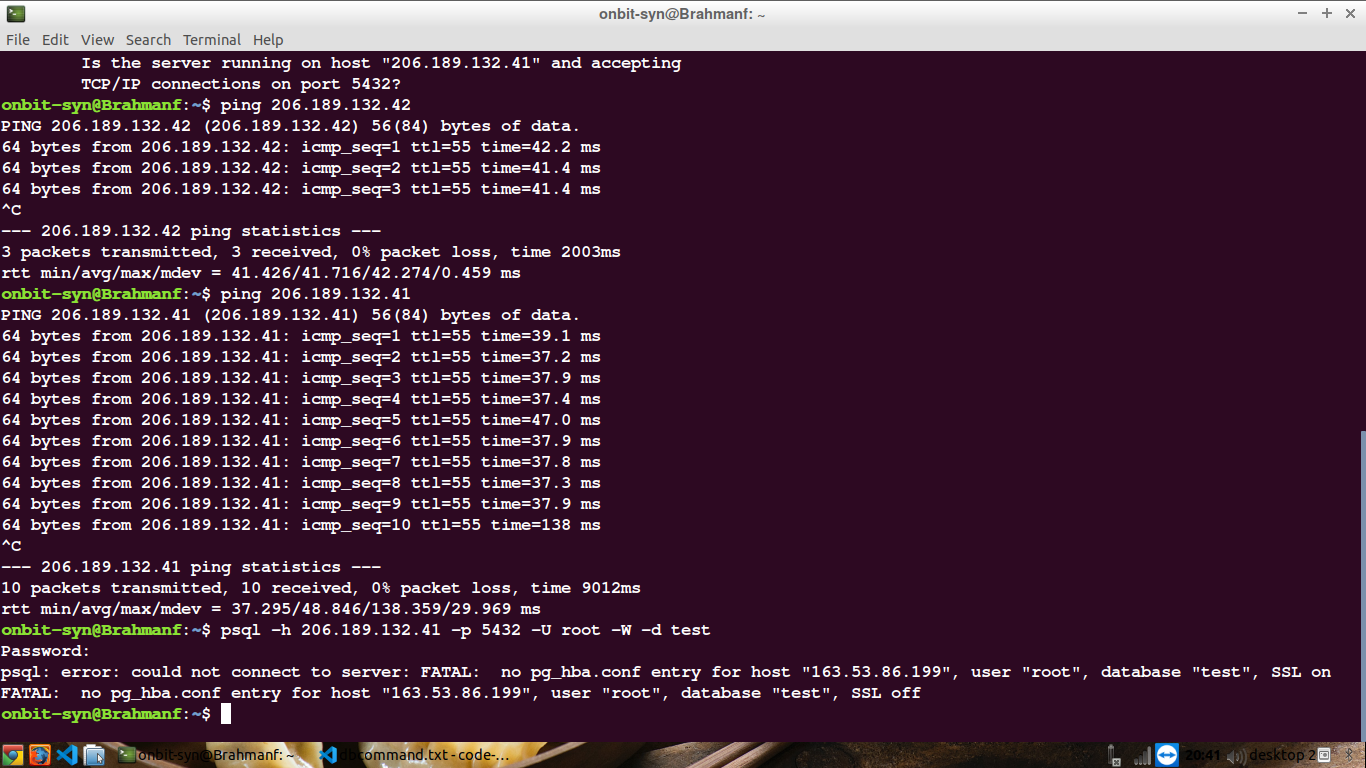 onbit-syn@Brahmanf: ~
File Edit View Search Terminal Help
Is the server running on host "206.189.132.41" and accepting
TCP/IP connections on port 5432?
onbit-syn@Brahmanf:~$ ping 206.189.132.42
PING 206.189.132.42 (206.189.132.42) 56(84) bytes of data.
64 bytes from 206.189.132.42: icmp_seq=1 ttl=55 time=42.2 ms
64 bytes from 206.189.132.42: icmp_seq=2 ttl=55 time=41.4 ms
64 bytes from 206.189.132.42: icmp_seq=3 ttl=55 time=41.4 ms
^C
--- 206.189.132.42 ping statistics ---
3 packets transmitted, 3 received, 0% packet loss, time 2003ms
rtt min/avg/max/mdev = 41.426/41.716/42.274/0.459 ms
onbit-syn@Brahmanf:~$ ping 206.189.132.41
PING 206.189.132.41 (206.189.132.41) 56(84) bytes of data.
64 bytes from 206.189.132.41: icmp_seq=1 ttl=55 time=39.1 ms
64 bytes from 206.189.132.41: icmp_seq=2 ttl=55 time=37.2 ms
64 bytes from 206.189.132.41: icmp_seq=3 ttl=55 time=37.9 ms
64 bytes from 206.189.132.41: icmp_seq=4 ttl=55 time=37.4 ms
64 bytes from 206.189.132.41: icmp_seq=5 ttl=55 time=47.0 ms
64 bytes from 206.189.132.41: icmp_seq=6 ttl=55 time=37.9 ms
64 bytes from 206.189.132.41: icmp_seq=7 ttl=55 time=37.8 ms
64 bytes from 206.189.132.41: icmp_seq=8 ttl=55 time=37.3 ms
64 bytes from 206.189.132.41: icmp_seq=9 ttl=55 time=37.9 ms
64 bytes from 206.189.132.41: icmp_seq=10 ttl=55 time=138 ms
^C
--- 206.189.132.41 ping statistics ---
10 packets transmitted, 10 received, 0% packet loss, time 9012ms
rtt min/avg/max/mdev = 37.295/48.846/138.359/29.969 ms
onbit-syn@Brahmanf:~$ psql -h 206.189.132.41 -p 5432 -U root -W -d test
Password:
psql: error: could not connect to server: FATAL:  no pg_hba.conf entry for host "163.53.86.199", user "root", database "test", SSL on
FATAL:  no pg_hba.conf entry for host "163.53.86.199", user "root", database "test", SSL off
onbit-syn@Brahmanf:~$
onbit-syn@Brahmanf: ~ dbcommand.txt - code-... 20:41 desktop 2